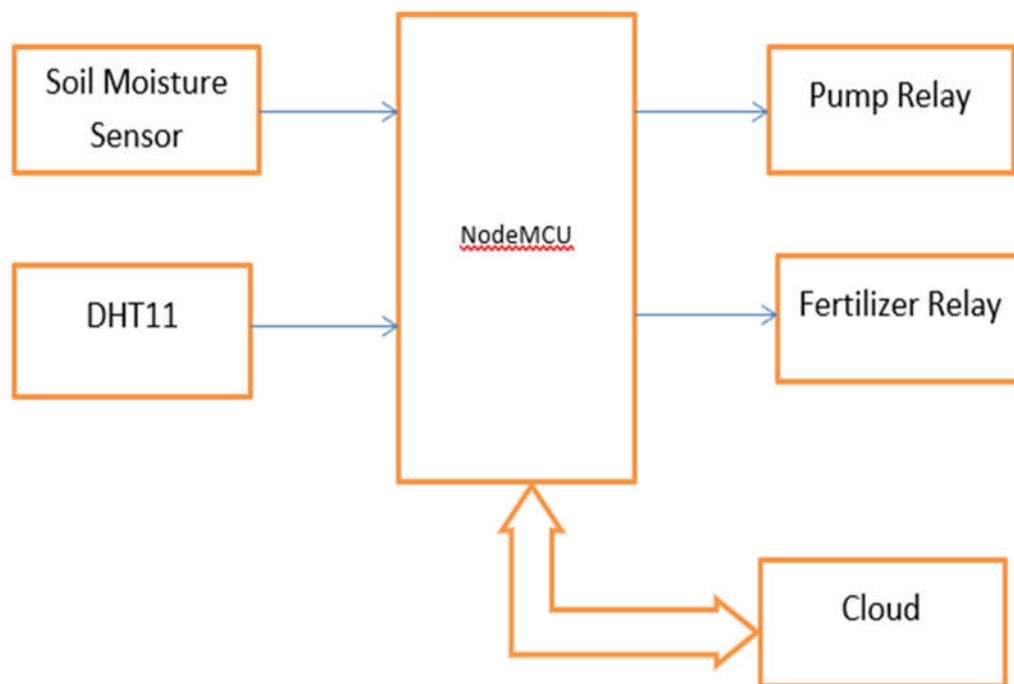 Soil Moisture
Sensor
Pump Relay
NodeMCU
DHT11
Fertilizer Relay
Cloud